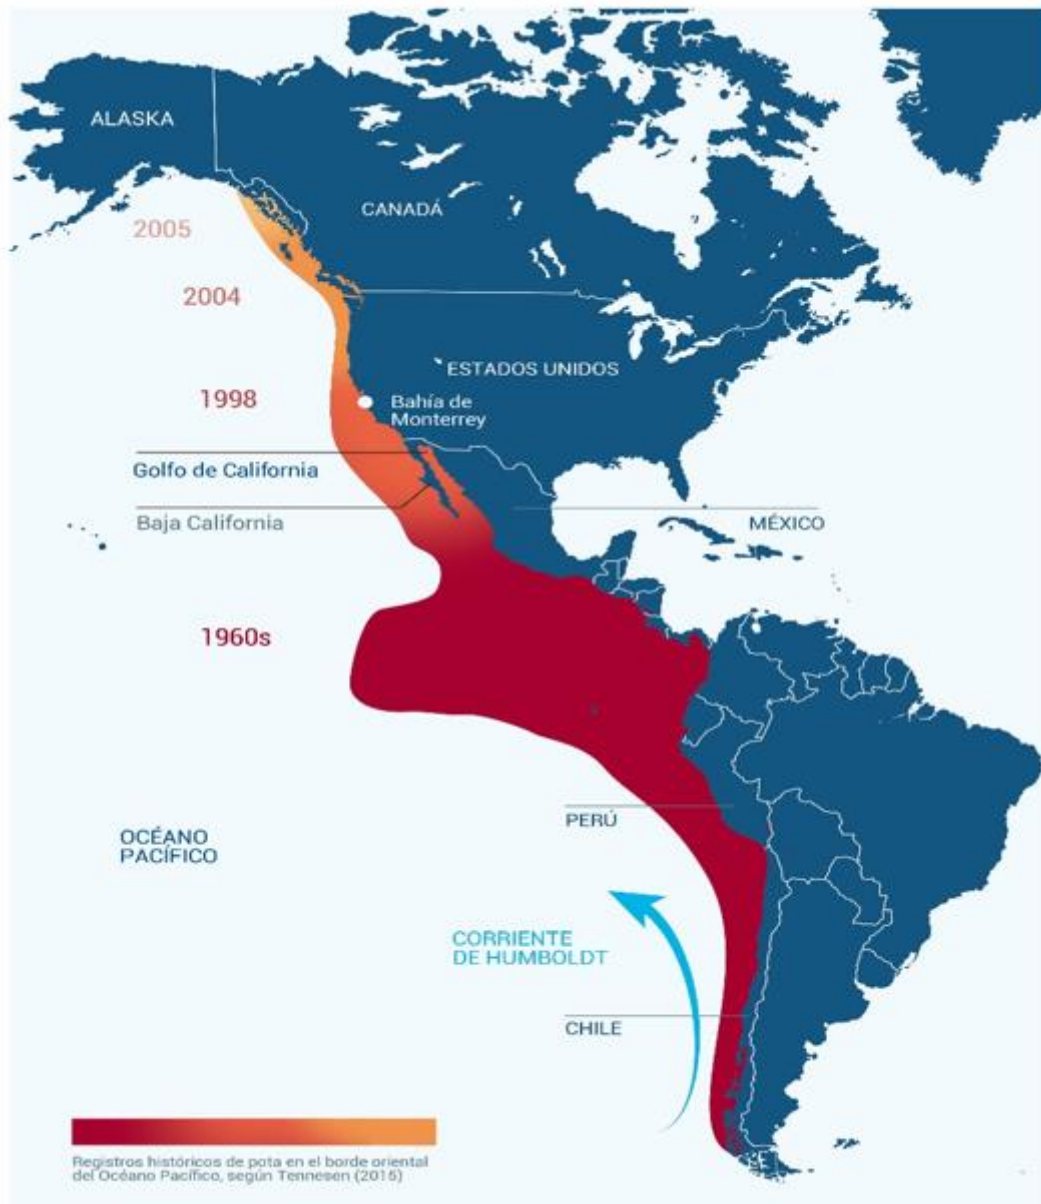 ALASKA
CANADÁ
2005
2004
ESTADOS UNIDOS
1998
Bahía de
Monterrey
Golfo de California
Baja California
MÉXICO
1960s
PERÚ
OCÉANO
PACÍFICO
CORRIENTE
DE HUMBOLDT
CHILE
Registros históricos de pota en el borde oriental
del Océano Pacífico, según Tennesen (2015)